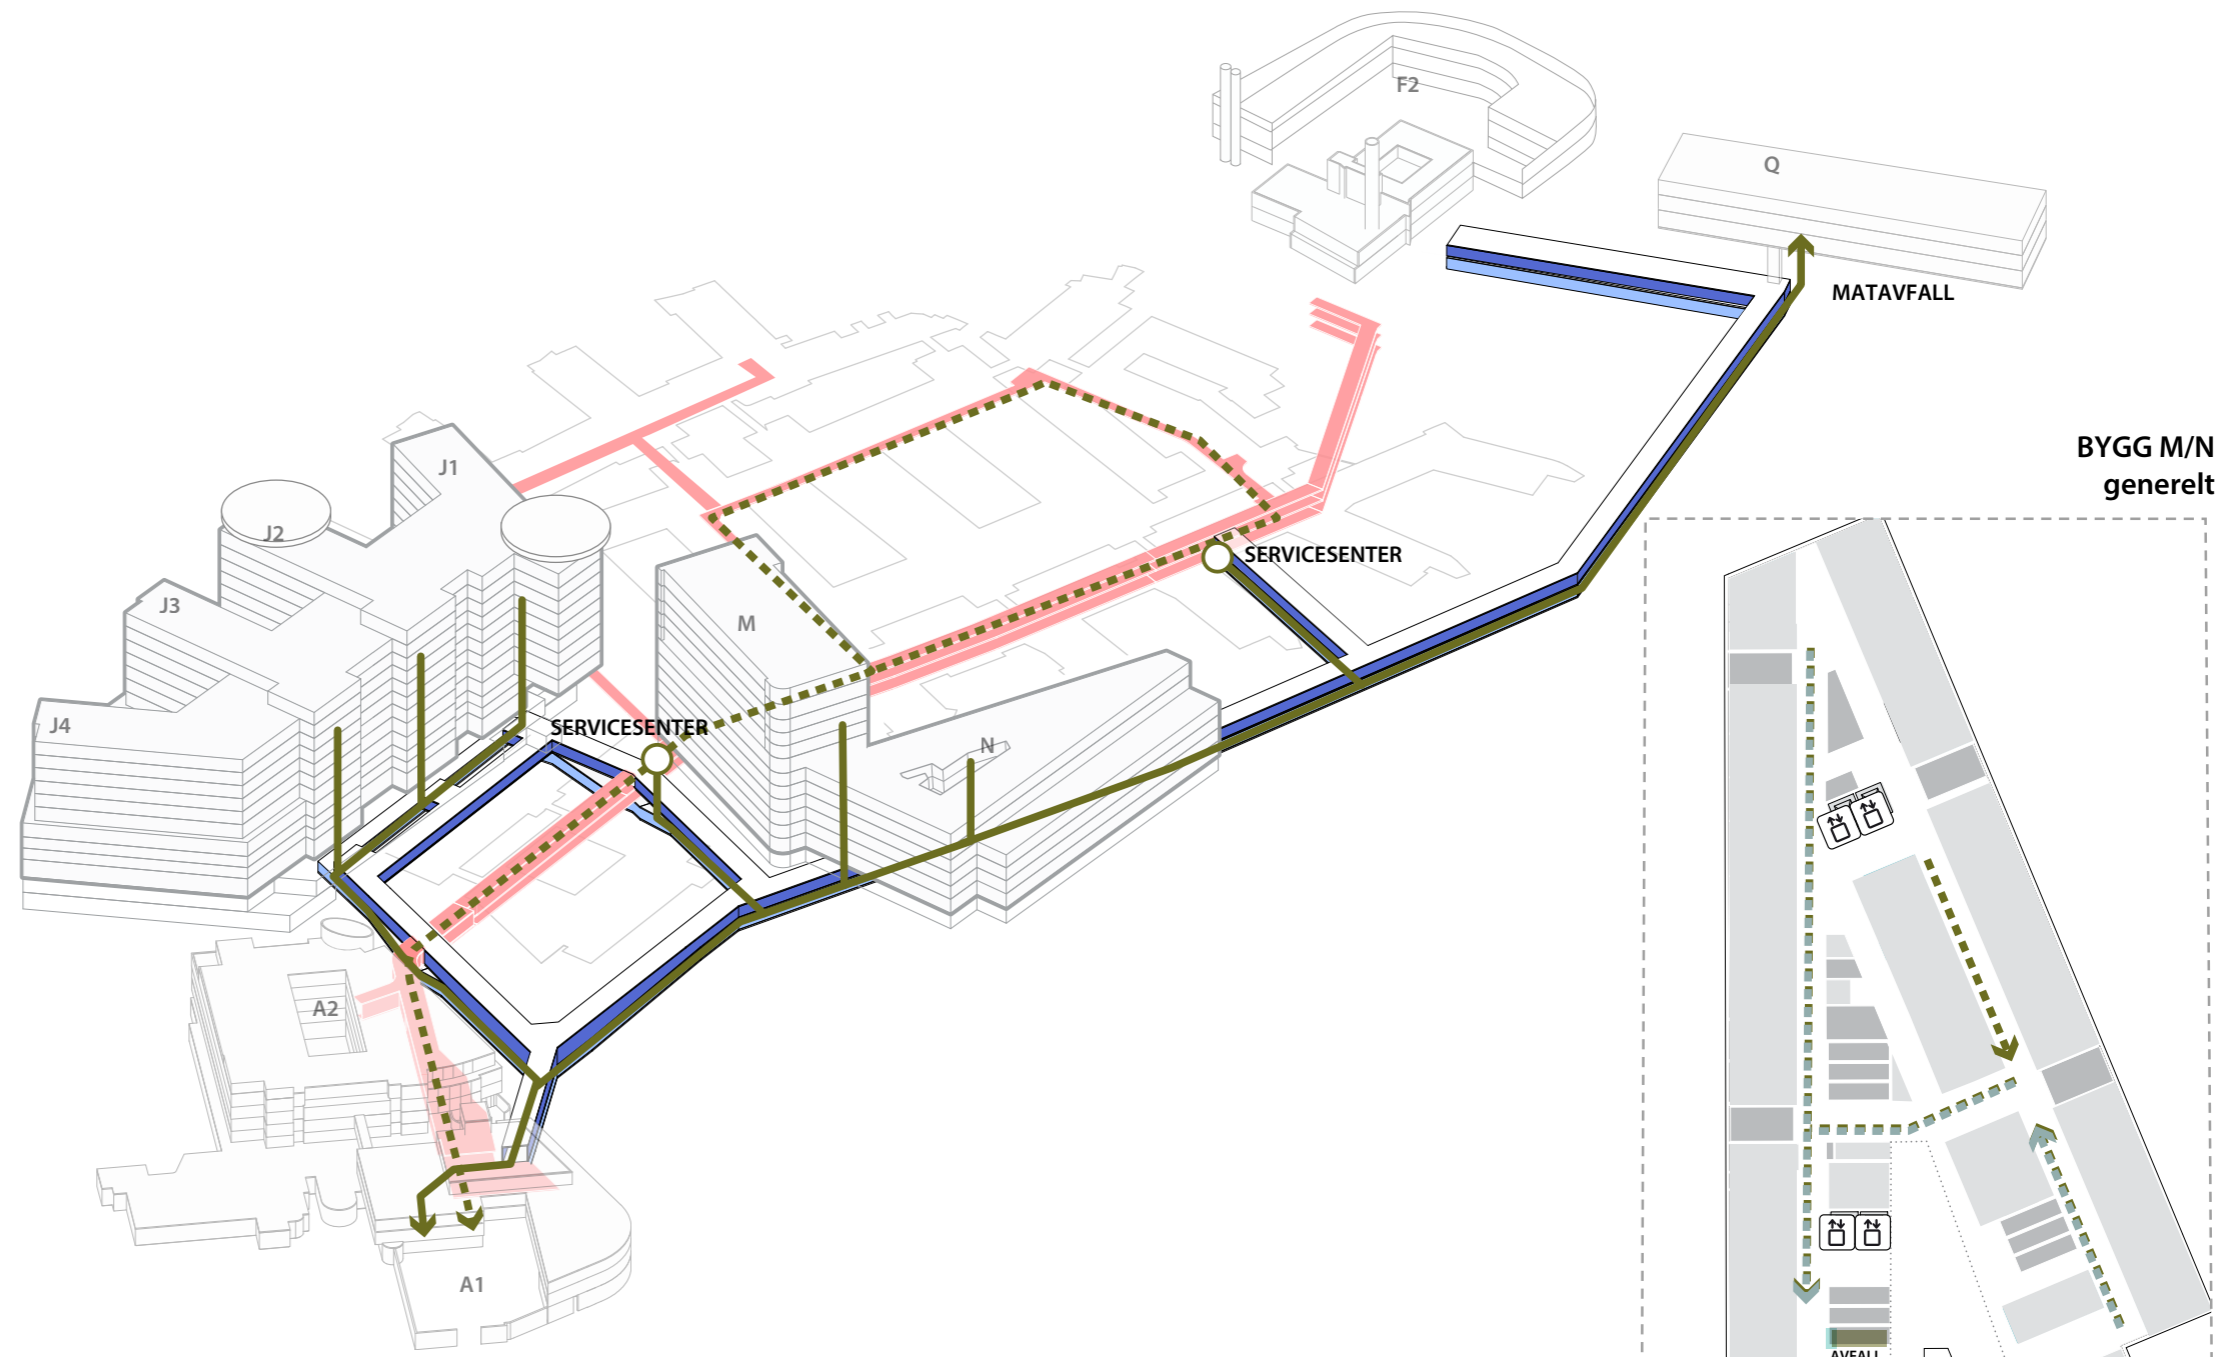 F2
Q
MATAVFALL
BYGG M/N
generelt
J1
J2
SERVICESENTER
J3
M
J4
SERVICESENTER
N
A2
A1
AVFALL